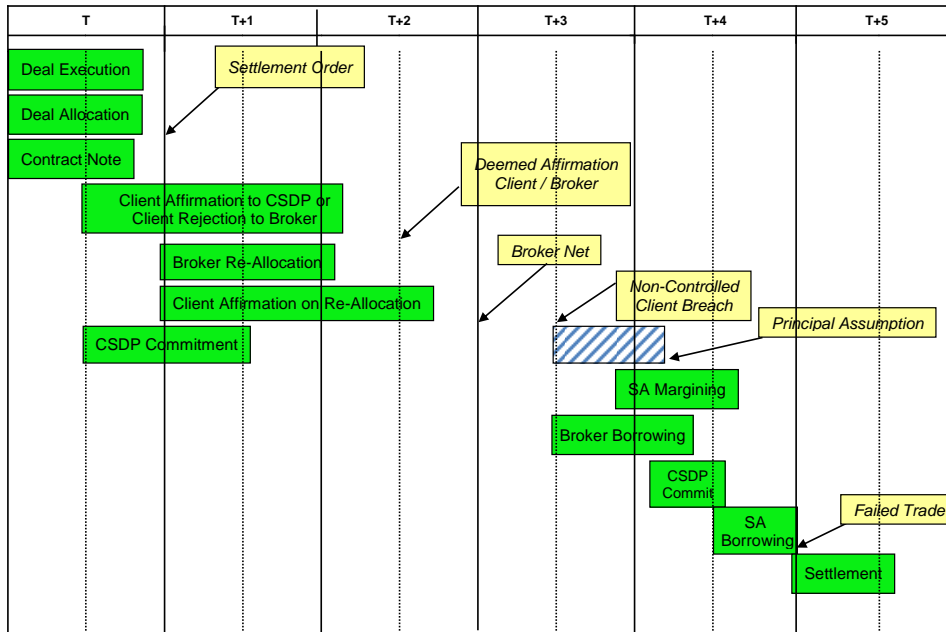 T
T+1
T+2
T+3
T+4
T+5
Deal Execution
Settlement Order
Deal Allocation
Contract Note
Deemed Affirmation
Client / Broker
Client Affirmation to CSDP or
Client Rejection to Broker
Broker Re-Allocation
Broker Net
Client Affirmation on Re-Allocation
Non-Controlled
Client Breach
CSDP Commitment
Principal Assumption
SA Margining
Broker Borrowing
CSDP
Commit
Failed Trade
SA
Borrowing
Settlement